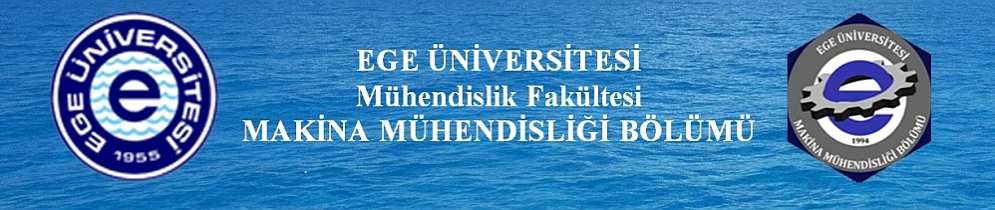 EGE ÜNİVERSİTESİ
1955
EGE ÜNİVERSİTESİ
Mühendislik Fakültesi
MAKİNA MÜHENDİSLİĞİ BÖLÜMÜ
EGE ÜNİVERSİTESİ
1994
MAKİNA MÜHENDİSLİĞİ BÖLÜMÜ